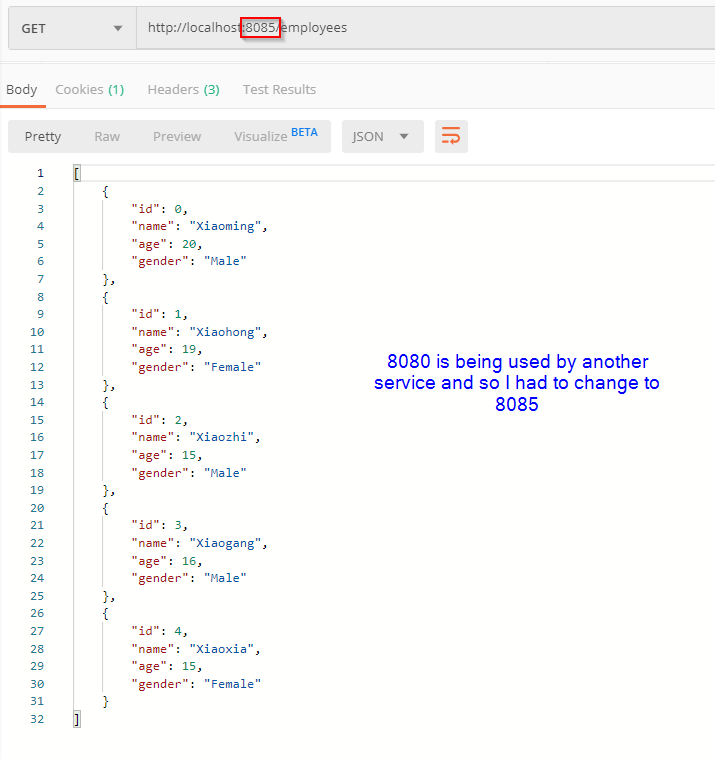 GET http://localhost:8085/employees
Body Cookies (1) Headers (3) Test Results
Pretty Raw Preview Visualize BETA JSON
1 [
2 {
3 "id": 0,
4 "name": "Xiaoming",
5 "age": 20,
6 "gender": "Male"
7 },
8 {
9 "id": 1,
10 "name": "Xiaohong",
11 "age": 19,
12 "gender": "Female"
13 },
14 {
15 "id": 2,
16 "name": "Xiaozhi",
17 "age": 15,
18 "gender": "Male"
19 },
20 {
21 "id": 3,
22 "name": "Xiaogang",
23 "age": 16,
24 "gender": "Male"
25 },
26 {
27 "id": 4,
28 "name": "Xiaoxia",
29 "age": 15,
30 "gender": "Female"
31 }
32 ]
8080 is being used by another
service and so I had to change to
8085